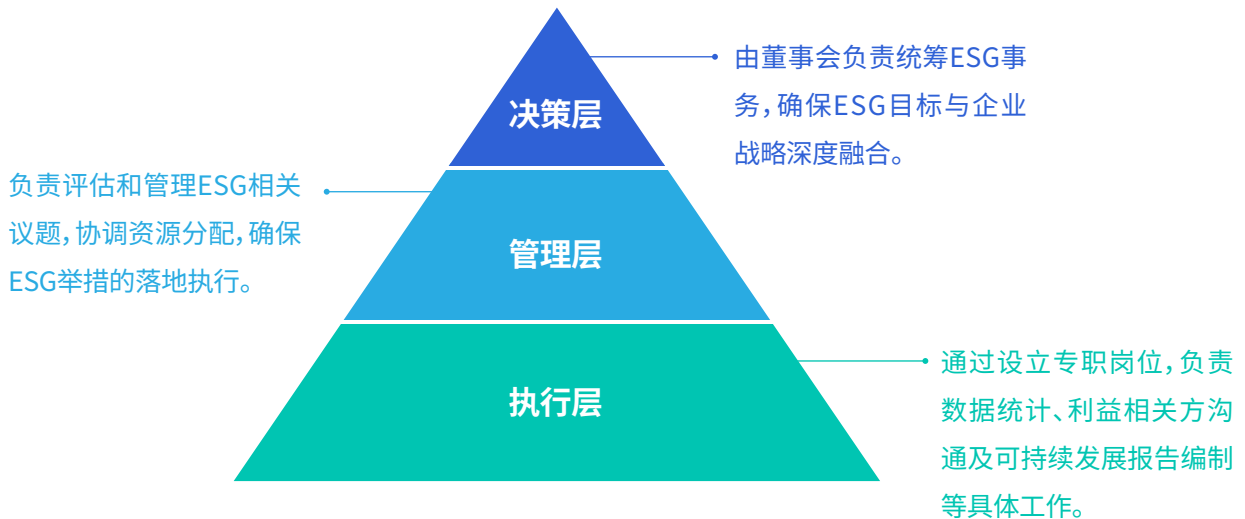 决策层
由董事会负责统筹ESG事
务，确保ESG目标与企业
战略深度融合。
负责评估和管理ESG相关
议题，协调资源分配，确保
ESG举措的落地执行。
管理层
执行层
通过设立专职岗位，负责
数据统计、利益相关方沟
通及可持续发展报告编制
等具体工作。